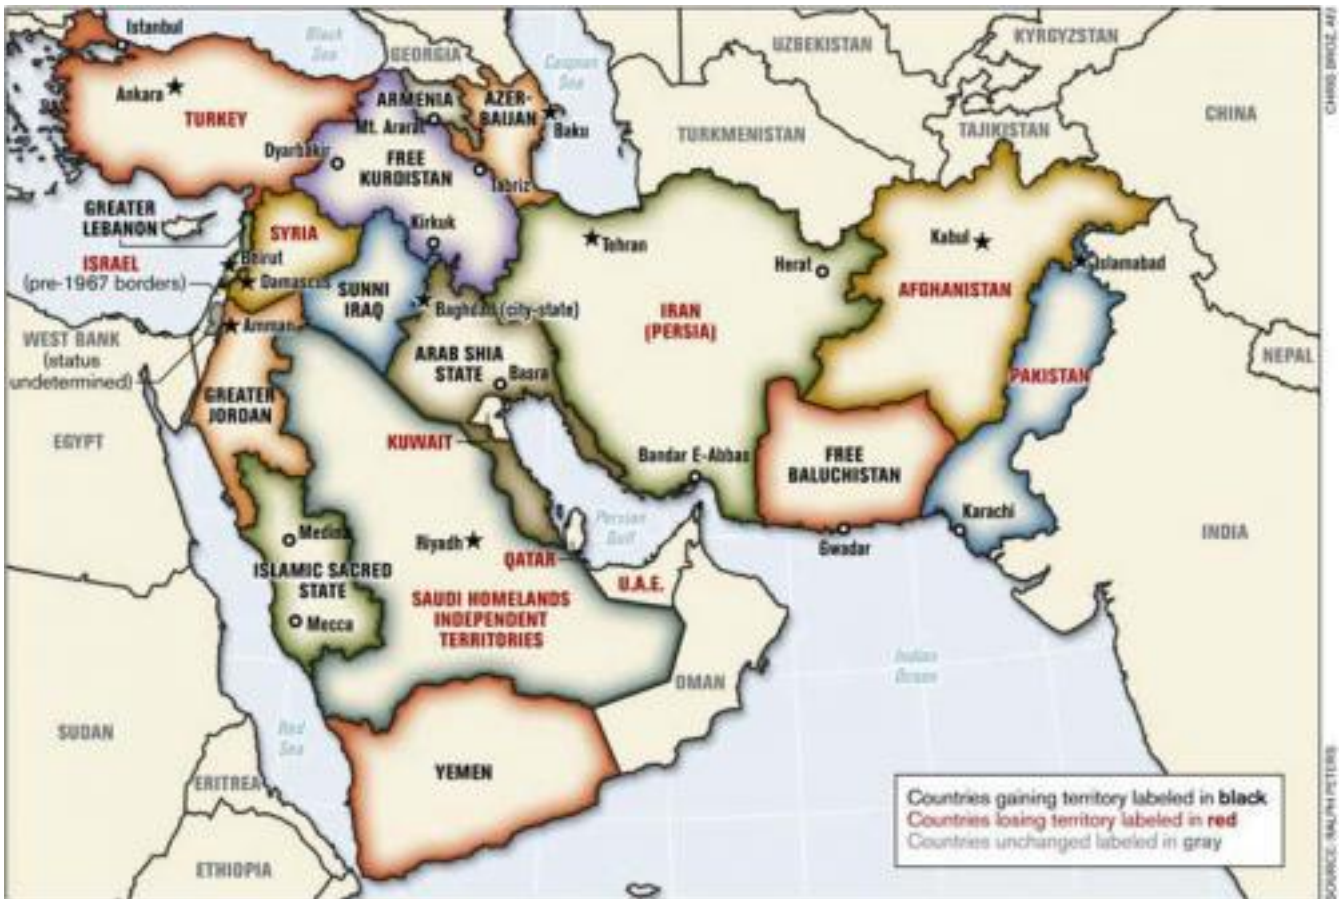 Istanbul
Black
Sea
GEORGIA
UZBEKISTAN
KYRGYZSTAN
Caspian
Sea
Ankara
TURKEY
ARMENIA
AZER-
BAIJAN
Baku
TURKMENISTAN
TAJIKISTAN
CHINA
Mt. Ararat
Dyarbakir
FREE
KURDISTAN
Tabriz
GREATER
LEBANON
SYRIA
Kirkuk
Tehran
Kabul
Herat
Islamabad
ISRAEL
(pre-1967 borders)
Beirut
Damascus
SUNNI
IRAQ
Baghdad (city-state)
IRAN
(PERSIA)
AFGHANISTAN
WEST BANK
(status
undetermined)
Amman
ARAB SHIA
STATE
Basra
PAKISTAN
NEPAL
GREATER
JORDAN
EGYPT
KUWAIT
Bandar E-Abbas
FREE
BALUCHISTAN
Karachi
Gwadar
INDIA
Medina
Riyadh
Persian
Gulf
QATAR
U.A.E.
ISLAMIC SACRED
STATE
Mecca
SAUDI HOMELANDS
INDEPENDENT
TERRITORIES
OMAN
Indian
Ocean
SUDAN
Red
Sea
YEMEN
ERITREA
ETHIOPIA
Countries gaining territory labeled in black
Countries losing territory labeled in red
Countries unchanged labeled in gray
SOURCE: RALPH PETERS